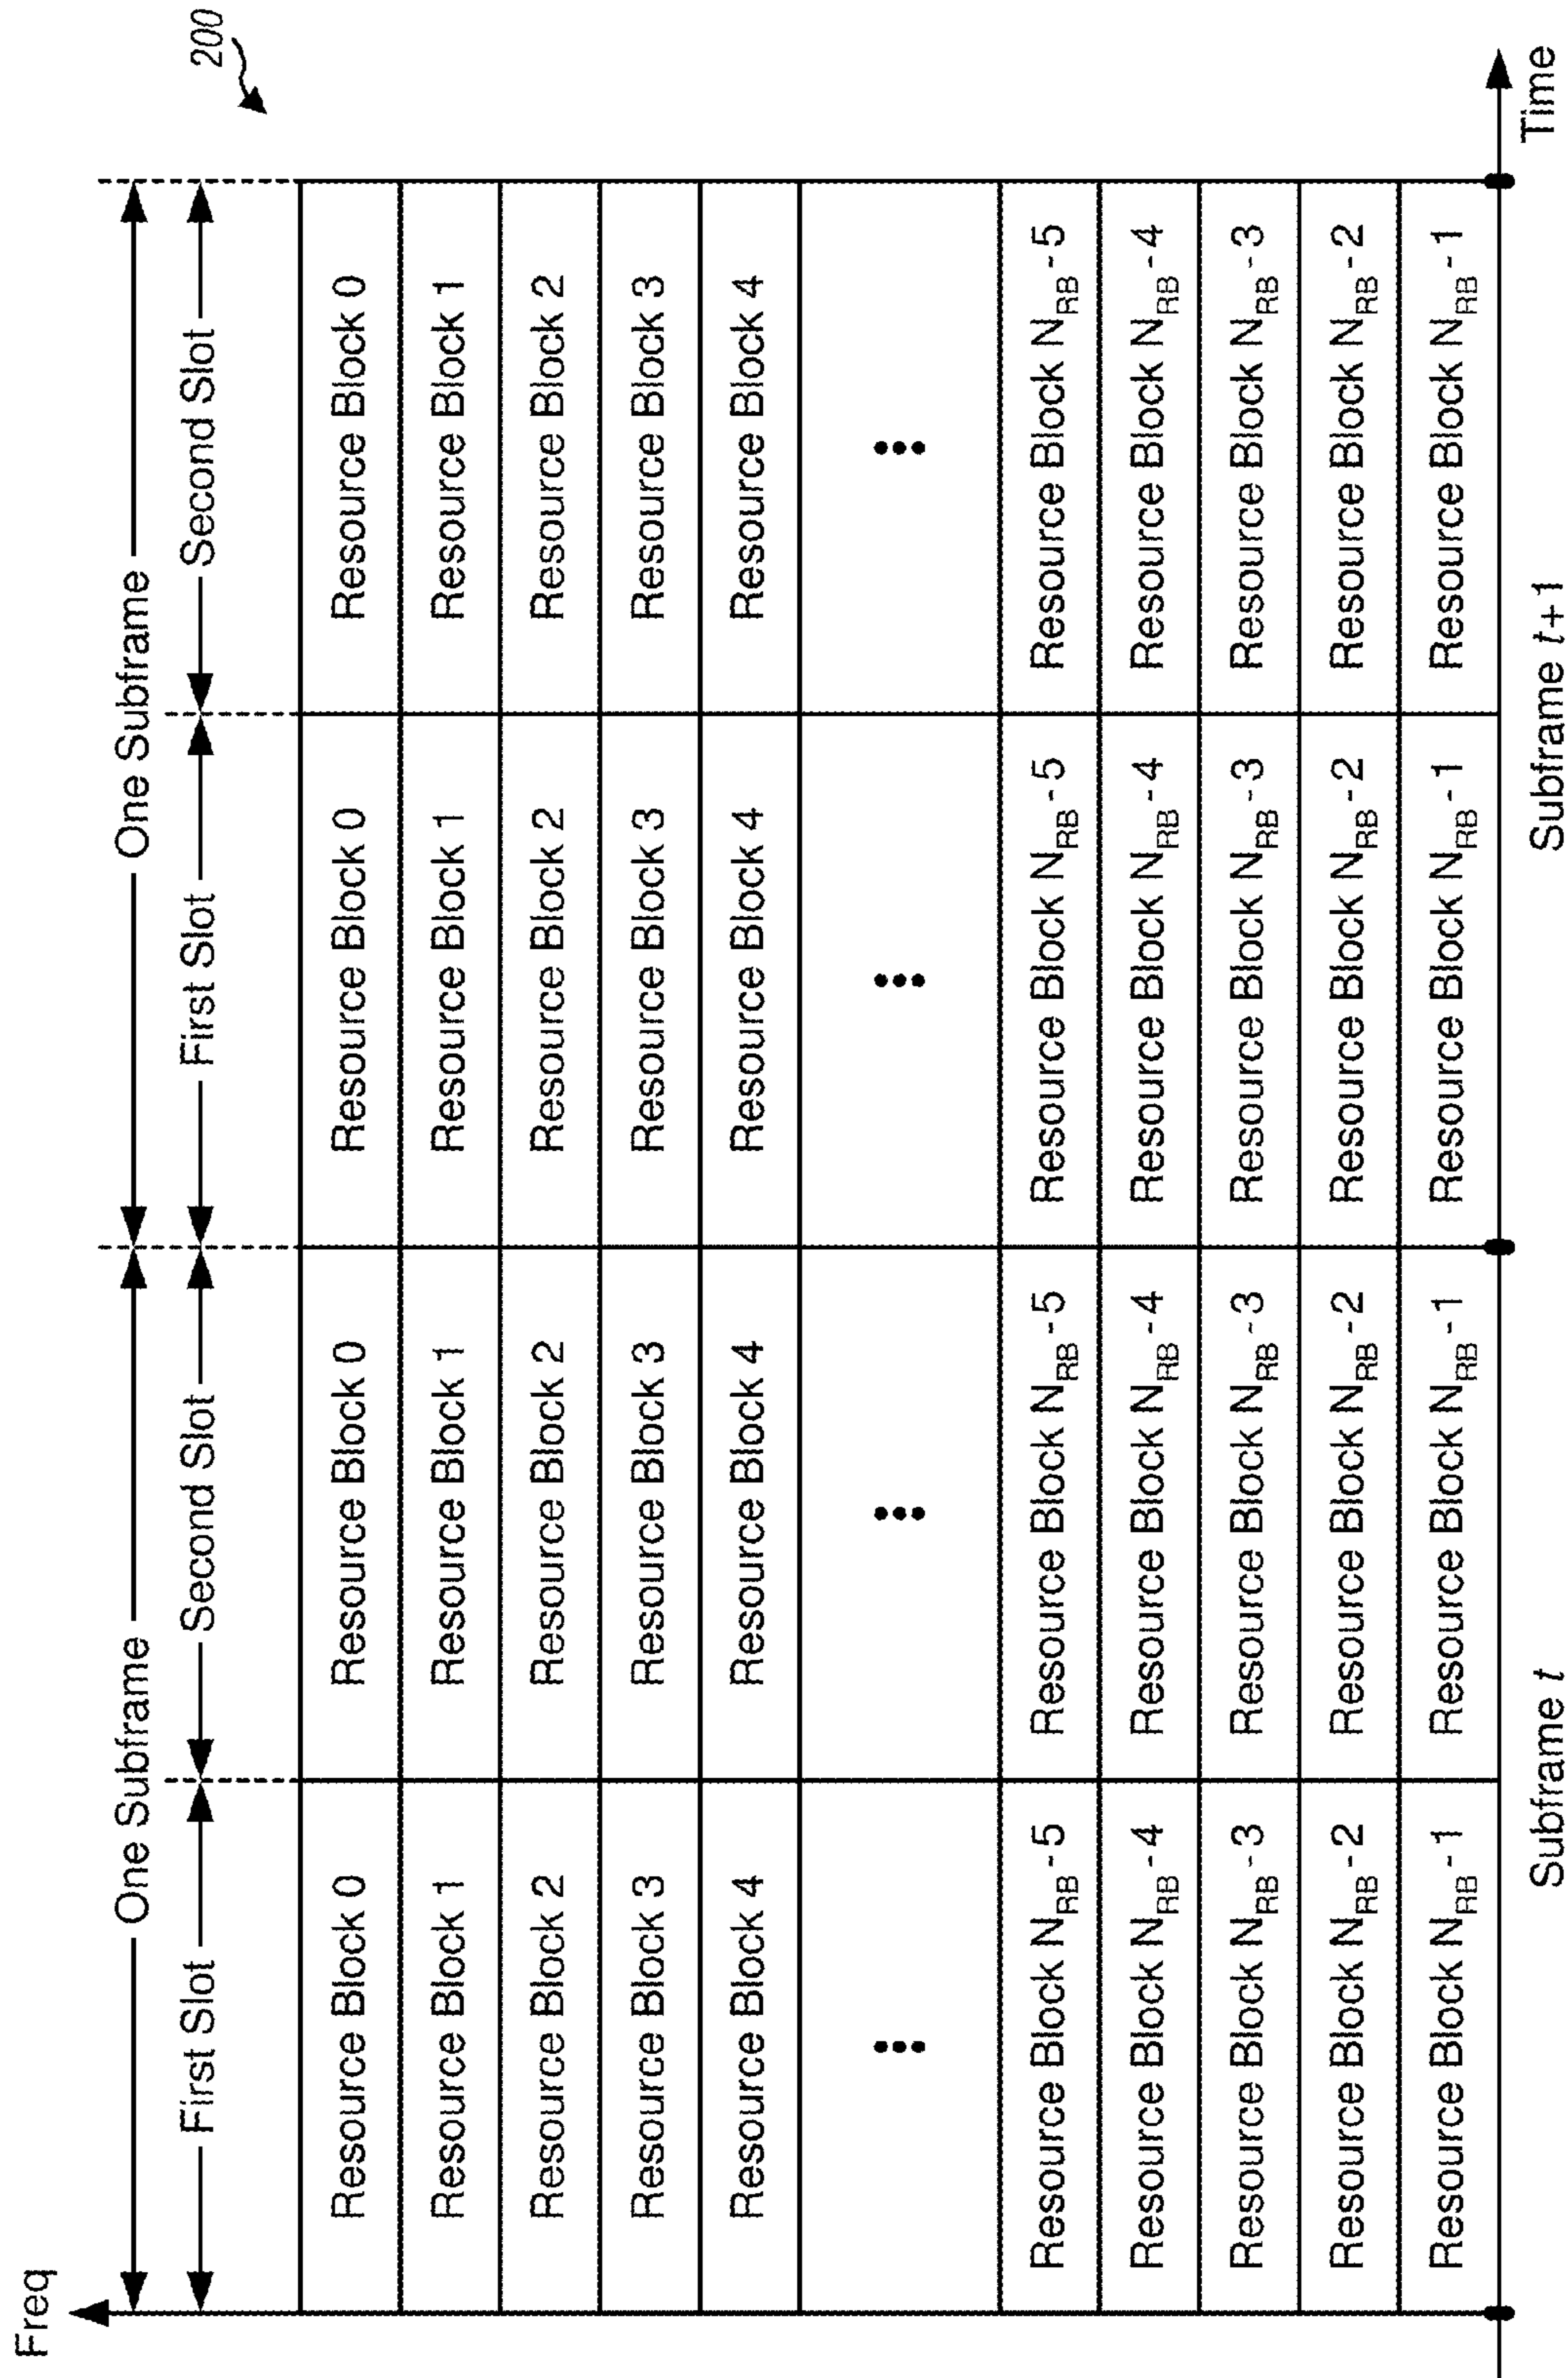 200
Freq
One Subframe One Subframe
First Slot Second Slot First Slot Second Slot
Resource Block 0 Resource Block 0 Resource Block 0 Resource Block 0
Resource Block 1 Resource Block 1 Resource Block 1 Resource Block 1
Resource Block 2 Resource Block 2 Resource Block 2 Resource Block 2
Resource Block 3 Resource Block 3 Resource Block 3 Resource Block 3
Resource Block 4 Resource Block 4 Resource Block 4 Resource Block 4
... ... ... ...
Resource Block N_RB - 5 Resource Block N_RB - 5 Resource Block N_RB - 5 Resource Block N_RB - 5
Resource Block N_RB - 4 Resource Block N_RB - 4 Resource Block N_RB - 4 Resource Block N_RB - 4
Resource Block N_RB - 3 Resource Block N_RB - 3 Resource Block N_RB - 3 Resource Block N_RB - 3
Resource Block N_RB - 2 Resource Block N_RB - 2 Resource Block N_RB - 2 Resource Block N_RB - 2
Resource Block N_RB - 1 Resource Block N_RB - 1 Resource Block N_RB - 1 Resource Block N_RB - 1
Subframe t Subframe t+1 Time